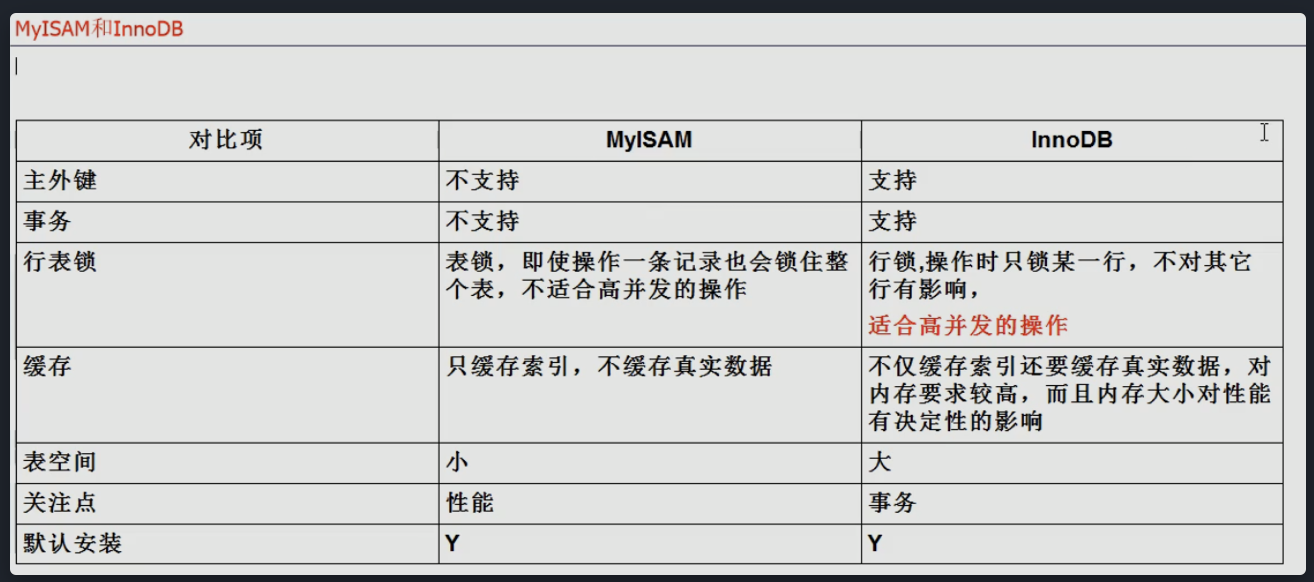 MyISAM和InnoDB
对比项 MyISAM InnoDB
主外键 不支持 支持
事务 不支持 支持
行表锁 表锁，即使操作一条记录也会锁住整 行锁,操作时只锁某一行，不对其它
个表，不适合高并发的操作 行有影响，
适合高并发的操作
缓存 只缓存索引，不缓存真实数据 不仅缓存索引还要缓存真实数据，对
内存要求较高，而且内存大小对性能
有决定性的影响
表空间 小 大
关注点 性能 事务
默认安装 Y Y